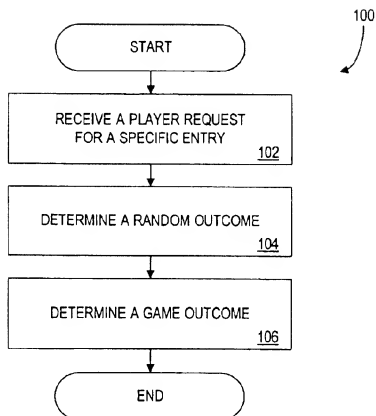 100
START
RECEIVE A PLAYER REQUEST
FOR A SPECIFIC ENTRY
102
DETERMINE A RANDOM OUTCOME
104
DETERMINE A GAME OUTCOME
106
END